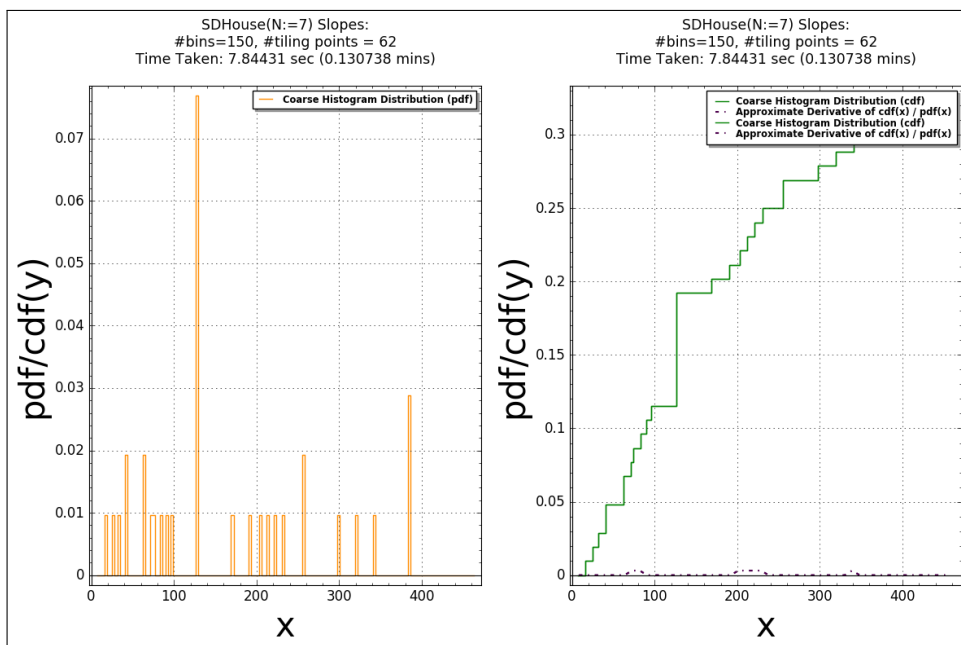 SDHouse(N:=7) Slopes:
#bins=150, #tiling points = 62
Time Taken: 7.84431 sec (0.130738 mins)
Coarse Histogram Distribution (pdf)
0.07
0.06
0.05
0.04
0.03
0.02
0.01
0
pdf/cdf(y)
0 100 200 300 400
x
SDHouse(N:=7) Slopes:
#bins=150, #tiling points = 62
Time Taken: 7.84431 sec (0.130738 mins)
Coarse Histogram Distribution (cdf)
Approximate Derivative of cdf(x) / pdf(x)
Coarse Histogram Distribution (cdf)
Approximate Derivative of cdf(x) / pdf(x)
0.3
0.25
0.2
0.15
0.1
0.05
0
pdf/cdf(y)
0 100 200 300 400
x